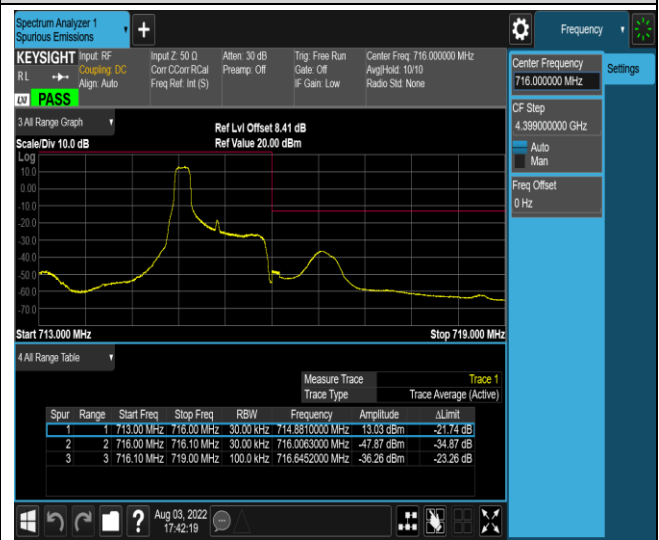 Spectrum Analyzer 1
Spurious Emissions
+
Frequency
KEYSIGHT Input: RF Input Z: 50 Ω Atten: 30 dB Trig: Free Run Center Freq: 716.000000 MHz
R L Coupling: DC Corr CCorr RCal Preamp: Off Gate: Off Avg|Hold: 10/10
Align: Auto Freq Ref: Int (S) IF Gain: Low Radio Std: None
LXI PASS
Center Frequency
716.000000 MHz
Settings
CF Step
4.399000000 GHz
Auto
Man
Freq Offset
0 Hz
3 All Range Graph
Ref Lvl Offset 8.41 dB
Scale/Div 10.0 dB Ref Value 20.00 dBm
Log
10.0
0.00
-10.0
-20.0
-30.0
-40.0
-50.0
-60.0
-70.0
Start 713.000 MHz Stop 719.000 MHz
4 All Range Table
Measure Trace Trace 1
Trace Type Trace Average (Active)
Spur Range Start Freq Stop Freq RBW Frequency Amplitude ΔLimit
1 1 713.00 MHz 716.00 MHz 30.00 kHz 714.8810000 MHz 13.03 dBm -21.74 dB
2 2 716.00 MHz 716.10 MHz 30.00 kHz 716.0063000 MHz -47.87 dBm -34.87 dB
3 3 716.10 MHz 719.00 MHz 100.0 kHz 716.6452000 MHz -36.26 dBm -23.26 dB
? Aug 03, 2022
17:42:19